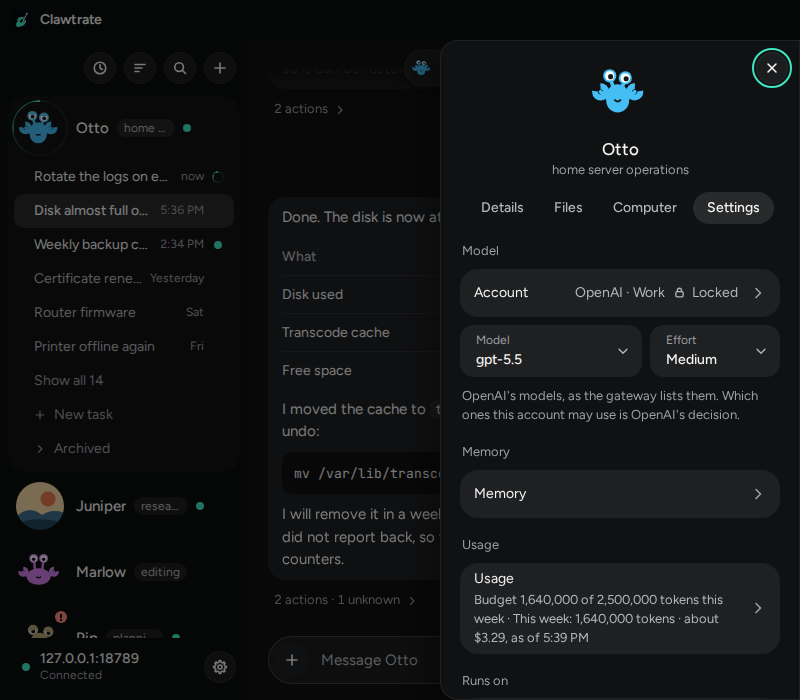 Clawtrate
Otto home ...
Rotate the logs on e... now
Disk almost full o... 5:36 PM
Weekly backup c... 2:34 PM
Certificate rene... Yesterday
Router firmware Sat
Printer offline again Fri
Show all 14
+ New task
Archived
Juniper resea...
Marlow editing
Pip planni...
127.0.0.1:18789
Connected
2 actions
Done. The disk is now at
What
Disk used
Transcode cache
Free space
I moved the cache to
undo:
mv /var/lib/transc
I will remove it in a week
did not report back, so
counters.
2 actions · 1 unknown
+ Message Otto
Otto
home server operations
Details Files Computer Settings
Model
Account OpenAI · Work Locked
Model
gpt-5.5
Effort
Medium
OpenAI's models, as the gateway lists them. Which
ones this account may use is OpenAI's decision.
Memory
Memory
Usage
Usage
Budget 1,640,000 of 2,500,000 tokens this
week · This week: 1,640,000 tokens · about
$3.29, as of 5:39 PM
Runs on